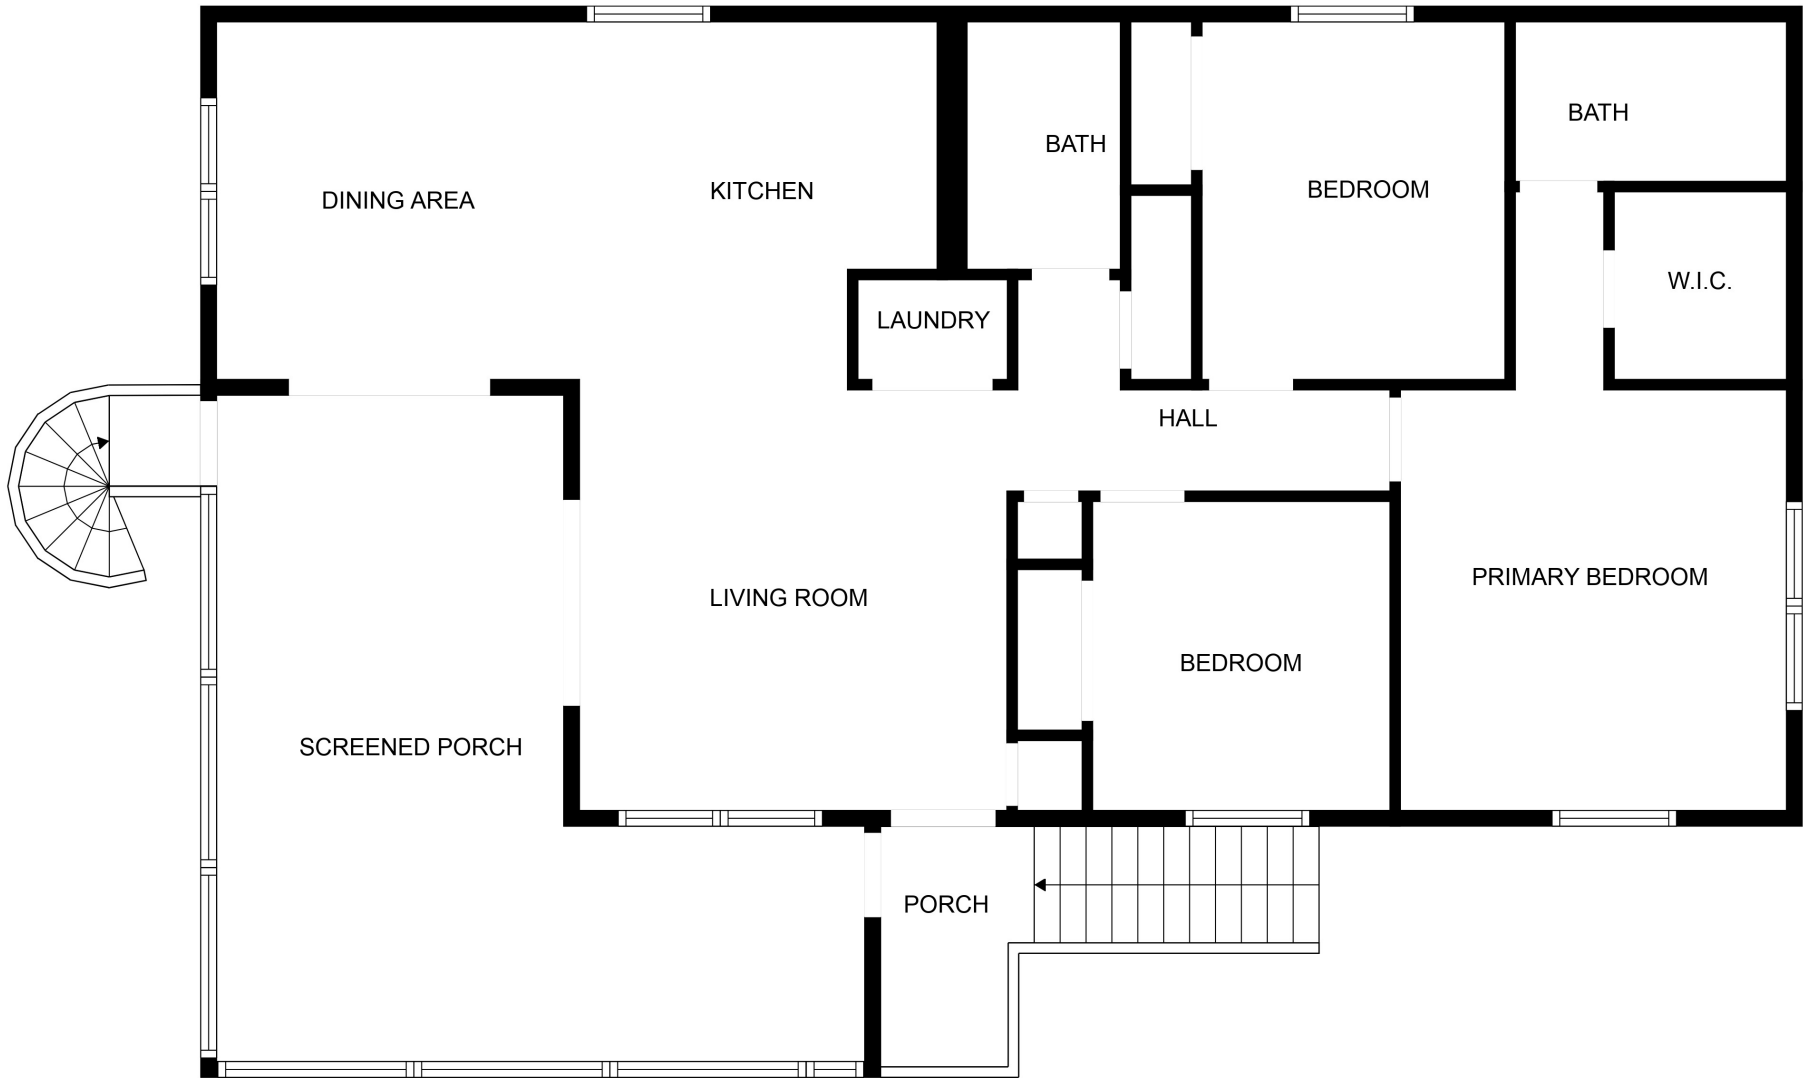 BATH
BATH
BEDROOM
KITCHEN
DINING AREA
W.I.C.
LAUNDRY
HALL
PRIMARY BEDROOM
LIVING ROOM
BEDROOM
SCREENED PORCH
PORCH